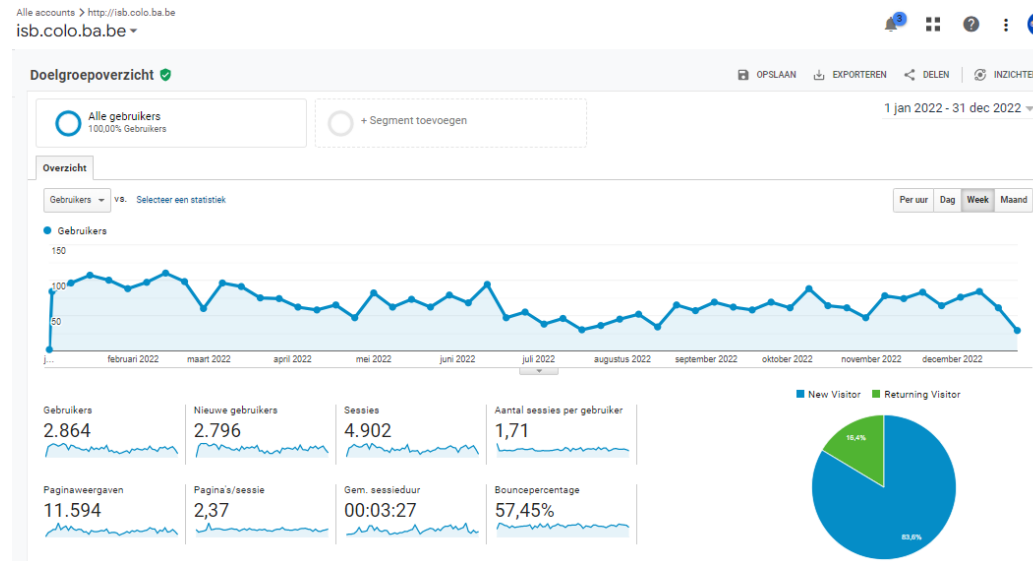 Alle accounts > http://isb.colo.ba.be
isb.colo.ba.be
3
Doelgroepoverzicht
OPSLAAN EXPORTEREN DELEN INZICHTEN
Alle gebruikers
100,00% Gebruikers
+ Segment toevoegen
1 jan 2022 - 31 dec 2022
Overzicht
Gebruikers vs. Selecteer een statistiek
Per uur Dag Week Maand
Gebruikers
150
100
50
j... februari 2022 maart 2022 april 2022 mei 2022 juni 2022 juli 2022 augustus 2022 september 2022 oktober 2022 november 2022 december 2022
New Visitor Returning Visitor
Gebruikers Nieuwe gebruikers Sessies Aantal sessies per gebruiker
2.864 2.796 4.902 1,71
Paginaweergaven Pagina's/sessie Gem. sessieduur Bouncepercentage
11.594 2,37 00:03:27 57,45%
16,4%
83,6%